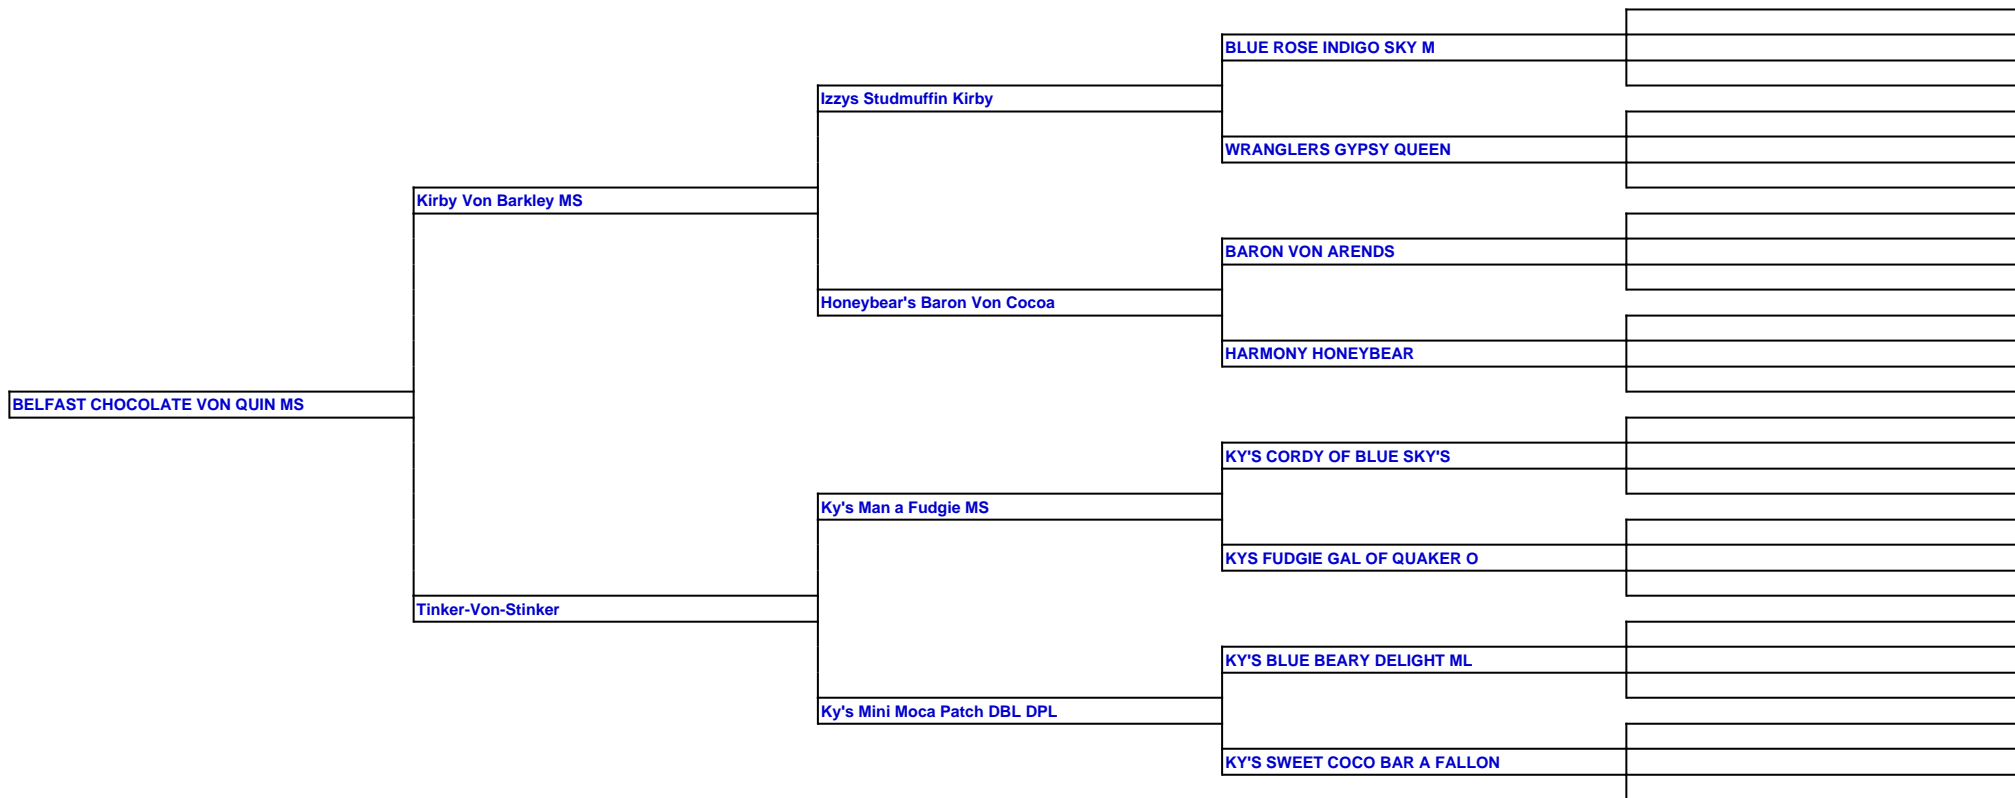 BLUE ROSE INDIGO SKY M
Izzys Studmuffin Kirby
WRANGLERS GYPSY QUEEN
Kirby Von Barkley MS
BARON VON ARENDS
Honeybear's Baron Von Cocoa
HARMONY HONEYBEAR
BELFAST CHOCOLATE VON QUIN MS
KY'S CORDY OF BLUE SKY'S
Ky's Man a Fudgie MS
KYS FUDGIE GAL OF QUAKER O
Tinker-Von-Stinker
KY'S BLUE BEARY DELIGHT ML
Ky's Mini Moca Patch DBL DPL
KY'S SWEET COCO BAR A FALLON